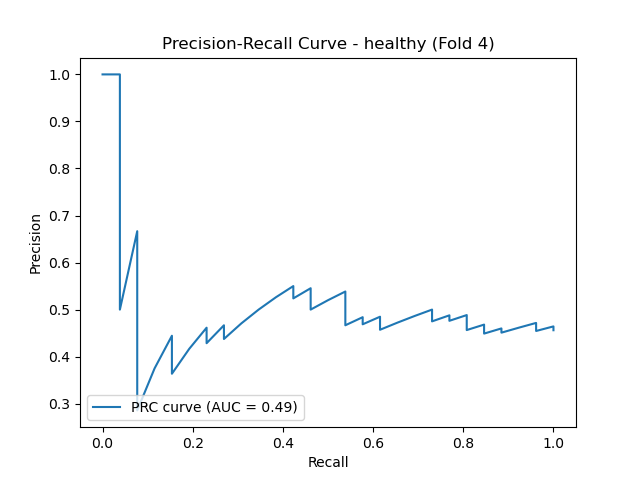 Precision-Recall Curve - healthy (Fold 4)
1.0
0.9
0.8
0.7
0.6
0.5
0.4
0.3
Precision
PRC curve (AUC = 0.49)
0.0 0.2 0.4 0.6 0.8 1.0
Recall